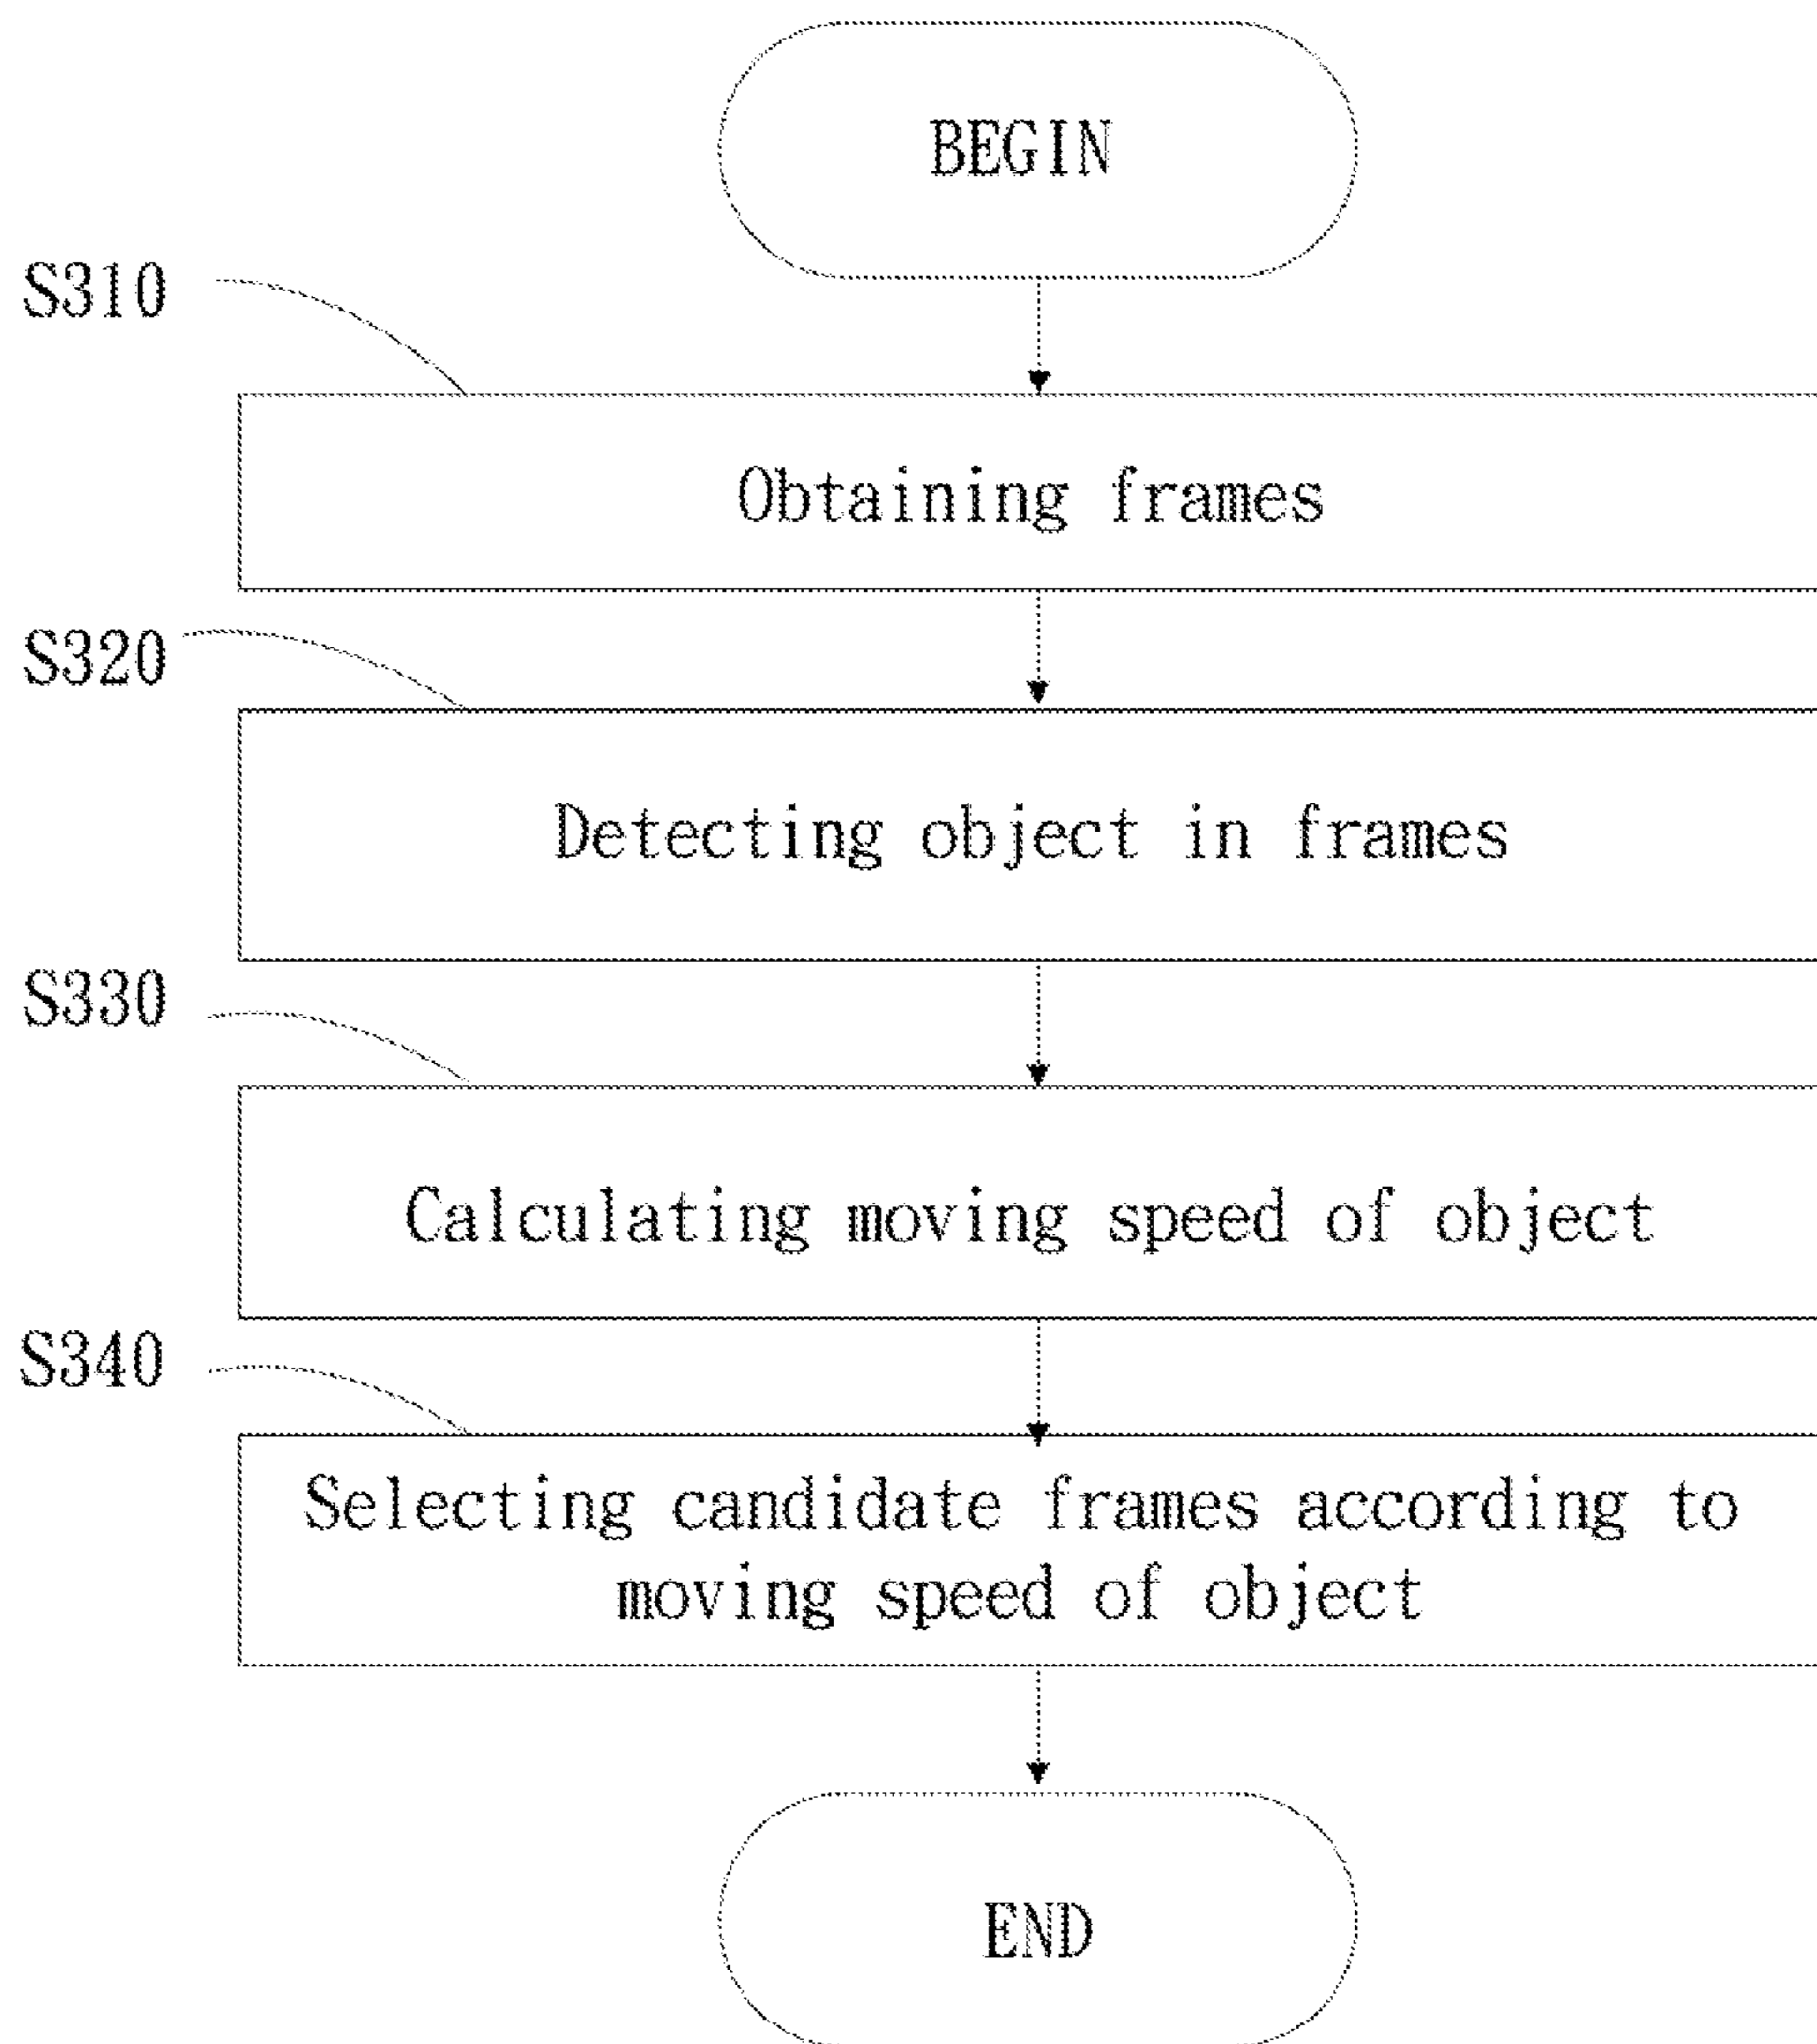 BEGIN
S310
Obtaining frames
S320
Detecting object in frames
S330
Calculating moving speed of object
S340
Selecting candidate frames according to
moving speed of object
END